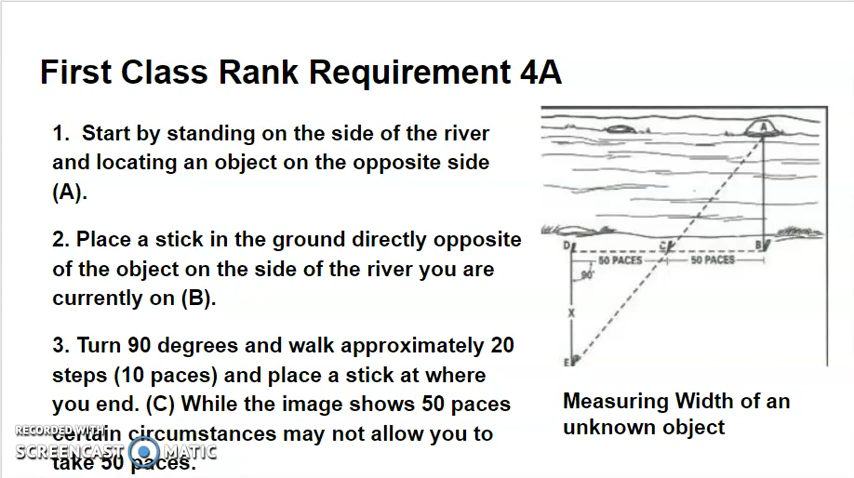 First Class Rank Requirement 4A
1. Start by standing on the side of the river
and locating an object on the opposite side
(A).
2. Place a stick in the ground directly opposite
of the object on the side of the river you are
currently on (B).
3. Turn 90 degrees and walk approximately 20
steps (10 paces) and place a stick at where
you end. (C) While the image shows 50 paces
certain circumstances may not allow you to
take 50 paces.
RECORDED WITH
SCREENCAST MATIC
A
D C B
50 PACES 50 PACES
90°
X
E
Measuring Width of an
unknown object